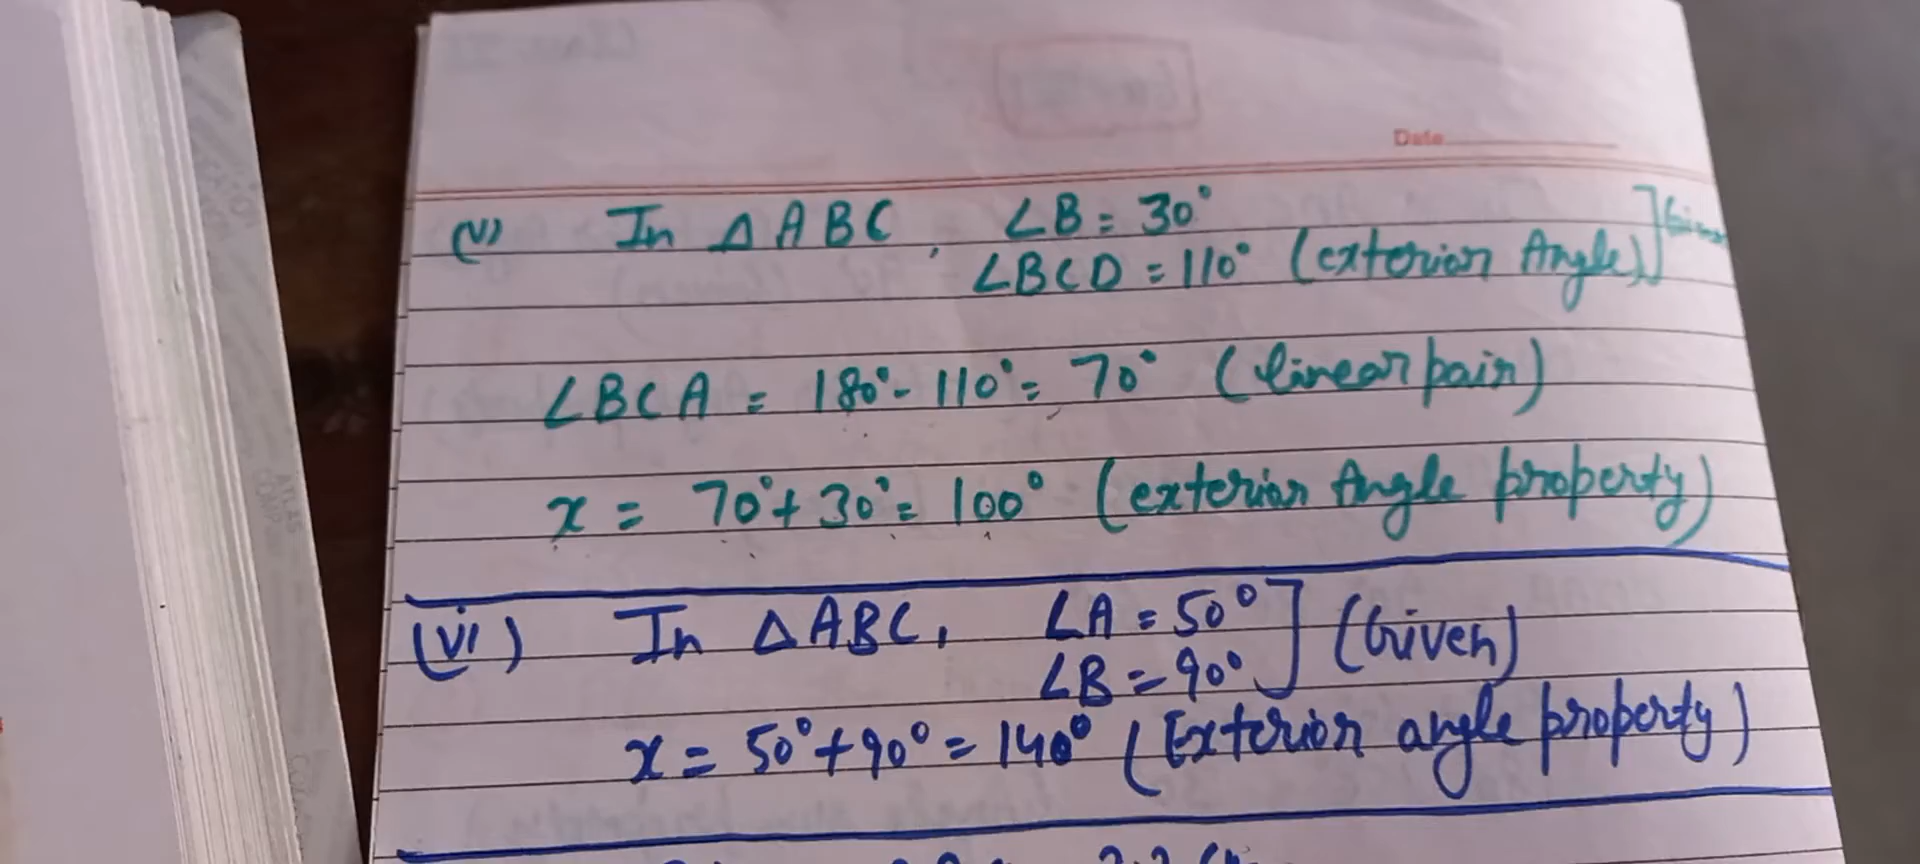 Date
(V) In △ABC, ∠B = 30°
∠BCD = 110° (exterior Angle)] Given
∠BCA = 180° - 110° = 70° (linear pair)
x = 70° + 30° = 100° (exterior Angle property)
(vi) In △ABC, ∠A = 50°
∠B = 90° ] (Given)
x = 50° + 90° = 140° (Exterior angle property)